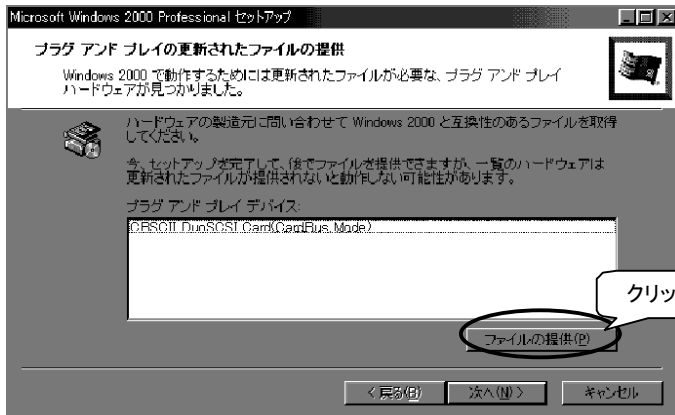 Microsoft Windows 2000 Professional セットアップ
プラグ アンド プレイの更新されたファイルの提供
Windows 2000 で動作するためには更新されたファイルが必要な、プラグ アンド プレイ
ハードウェアが見つかりました。
ハードウェアの製造元に問い合わせて Windows 2000 と互換性のあるファイルを取得
してください。
今、セットアップを完了して、後でファイルを提供できますが、一覧のハードウェアは
更新されたファイルが提供されないと動作しない可能性があります。
プラグ アンド プレイ デバイス:
CBSCII DuoSCSI Card(CardBus Mode)
クリッ
ファイルの提供(P)
< 戻る(B)
次へ(N) >
キャンセル